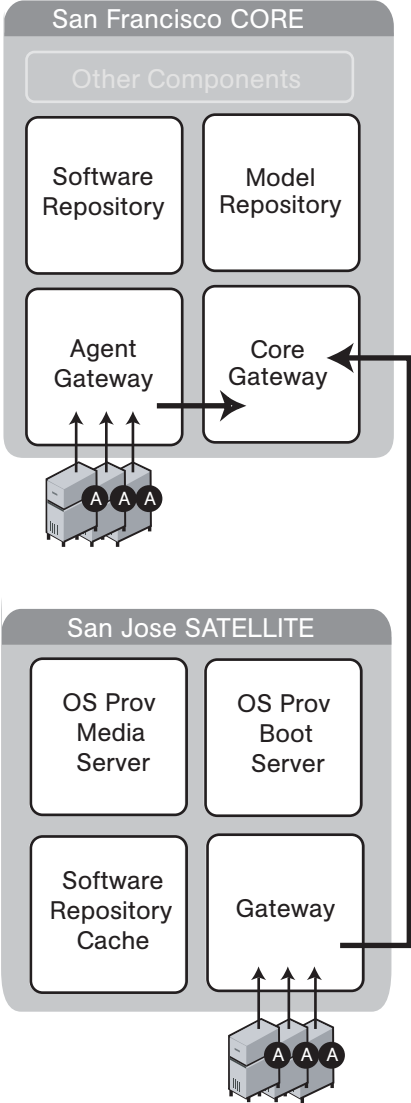 San Francisco CORE
Other Components
Software
Repository
Model
Repository
Agent
Gateway
Core
Gateway
A A A
San Jose SATELLITE
OS Prov
Media
Server
OS Prov
Boot
Server
Software
Repository
Cache
Gateway
A A A